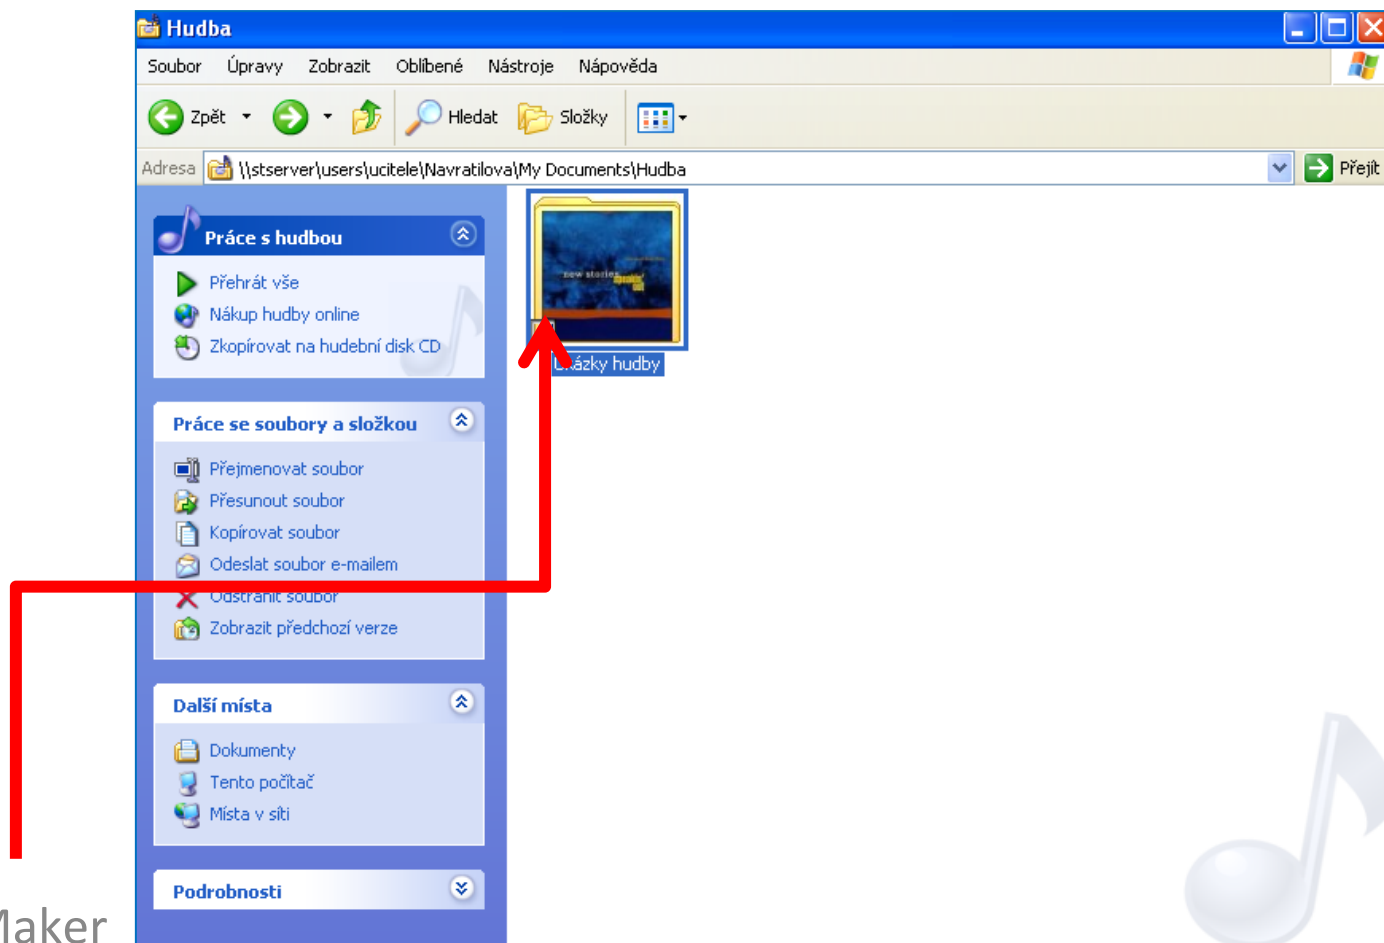 Hudba
Soubor Úpravy Zobrazit Oblíbené Nástroje Nápověda
Zpět Hledat Složky
Adresa \\stserver\users\ucitele\Navratilova\My Documents\Hudba Přejít
Práce s hudbou
Přehrát vše
Nákup hudby online
Zkopírovat na hudební disk CD
new stories
Ukázky hudby
Práce se soubory a složkou
Přejmenovat soubor
Přesunout soubor
Kopírovat soubor
Odeslat soubor e-mailem
Odstranit soubor
Zobrazit předchozí verze
Další místa
Dokumenty
Tento počítač
Místa v síti
Podrobnosti
Maker